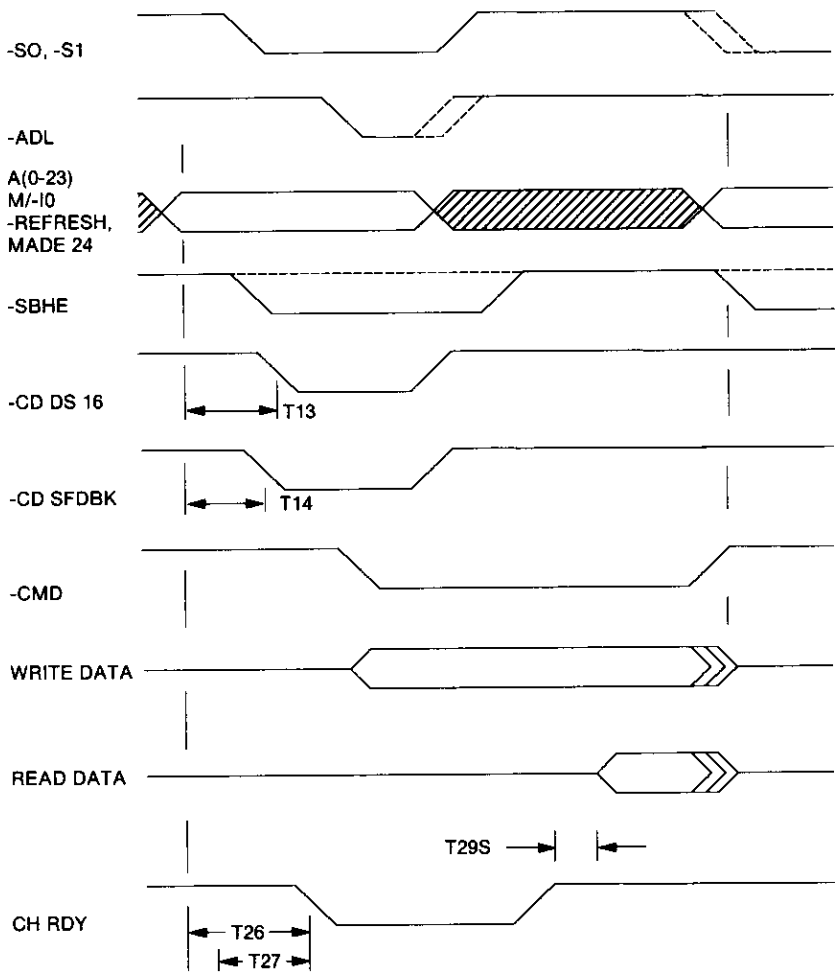 -SO, -S1
-ADL
A(0-23)
M/-I0
-REFRESH,
MADE 24
-SBHE
-CD DS 16
T13
-CD SFDBK
T14
-CMD
WRITE DATA
READ DATA
T29S
CH RDY
T26
T27